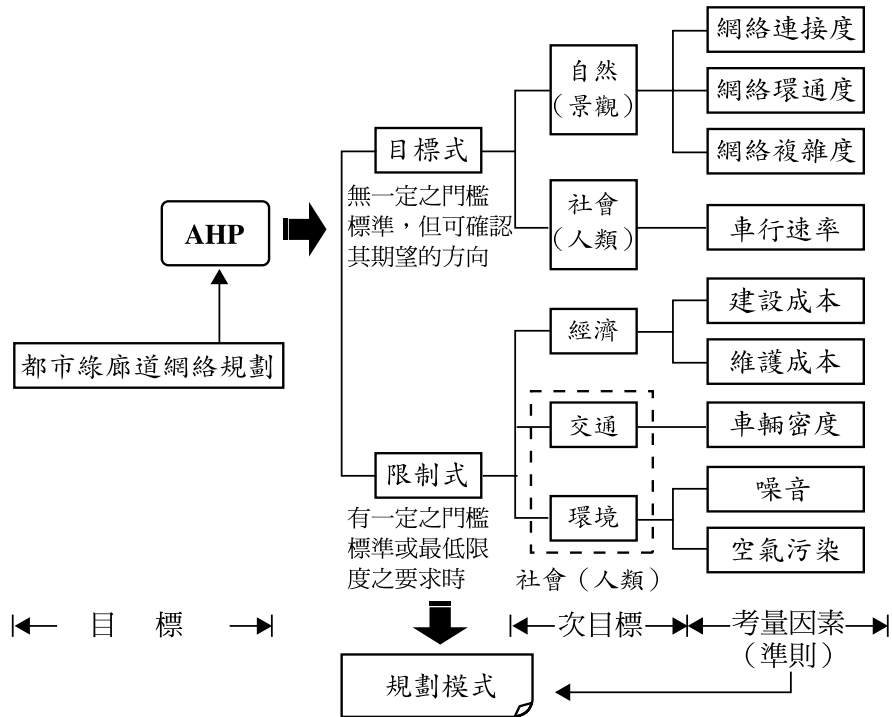 網絡連接度
自然
（景觀）
網絡環通度
網絡複雜度
目標式
無一定之門檻
標準，但可確認
其期望的方向
社會
（人類）
車行速率
AHP
都市綠廊道網絡規劃
經濟
建設成本
維護成本
交通
車輛密度
限制式
有一定之門檻
標準或最低限
度之要求時
環境
噪音
空氣污染
社會（人類）
目　標
次目標
考量因素
（準則）
規劃模式